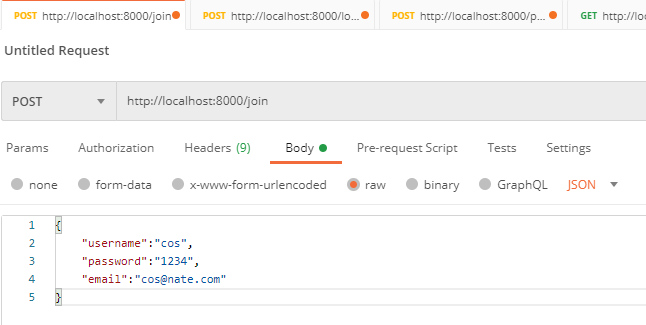 POST http://localhost:8000/join POST http://localhost:8000/lo... POST http://localhost:8000/p... GET http://lo
Untitled Request
POST http://localhost:8000/join
Params Authorization Headers (9) Body Pre-request Script Tests Settings
none form-data x-www-form-urlencoded raw binary GraphQL JSON
1 {
2 "username":"cos",
3 "password":"1234",
4 "email":"cos@nate.com"
5 }